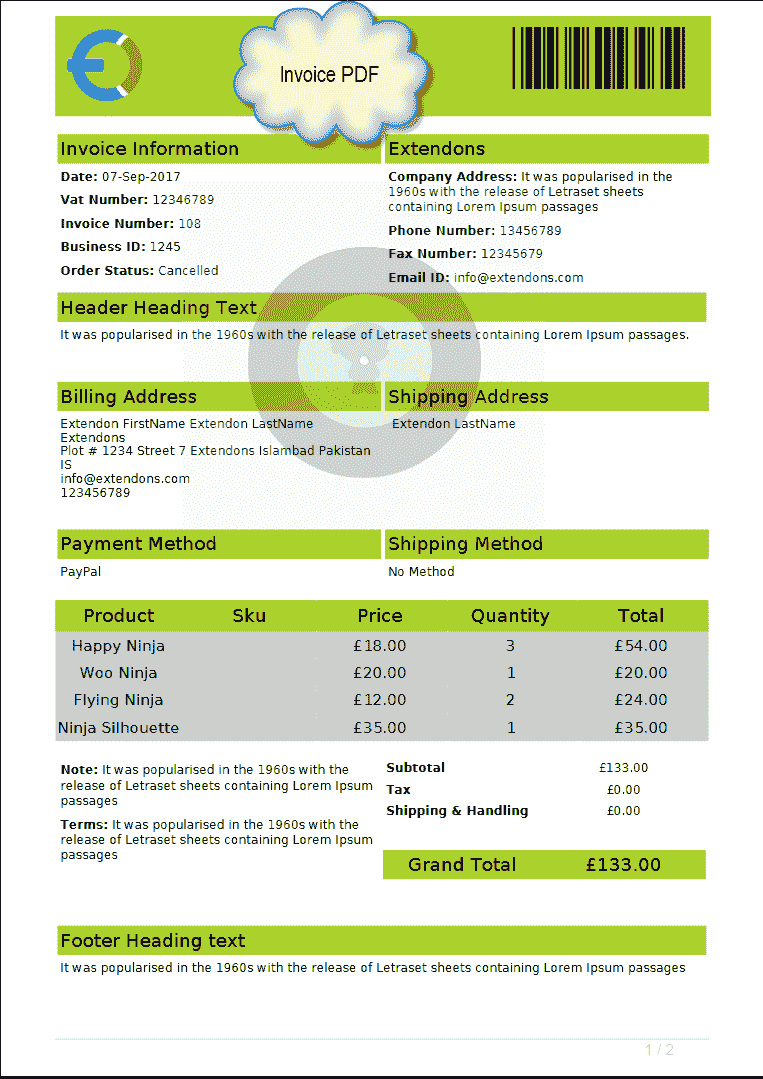 Invoice PDF
Invoice Information
Date: 07-Sep-2017
Vat Number: 12346789
Invoice Number: 108
Business ID: 1245
Order Status: Cancelled
Extendons
Company Address: It was popularised in the
1960s with the release of Letraset sheets
containing Lorem Ipsum passages
Phone Number: 13456789
Fax Number: 12345679
Email ID: info@extendons.com
Header Heading Text
It was popularised in the 1960s with the release of Letraset sheets containing Lorem Ipsum passages.
Billing Address
Extendon FirstName Extendon LastName
Extendons
Plot # 1234 Street 7 Extendons Islambad Pakistan
IS
info@extendons.com
123456789
Shipping Address
Extendon LastName
Payment Method
PayPal
Shipping Method
No Method
Product Sku Price Quantity Total
Happy Ninja £18.00 3 £54.00
Woo Ninja £20.00 1 £20.00
Flying Ninja £12.00 2 £24.00
Ninja Silhouette £35.00 1 £35.00
Note: It was popularised in the 1960s with the
release of Letraset sheets containing Lorem Ipsum
passages
Terms: It was popularised in the 1960s with the
release of Letraset sheets containing Lorem Ipsum
passages
Subtotal £133.00
Tax £0.00
Shipping & Handling £0.00
Grand Total £133.00
Footer Heading text
It was popularised in the 1960s with the release of Letraset sheets containing Lorem Ipsum passages
1 / 2